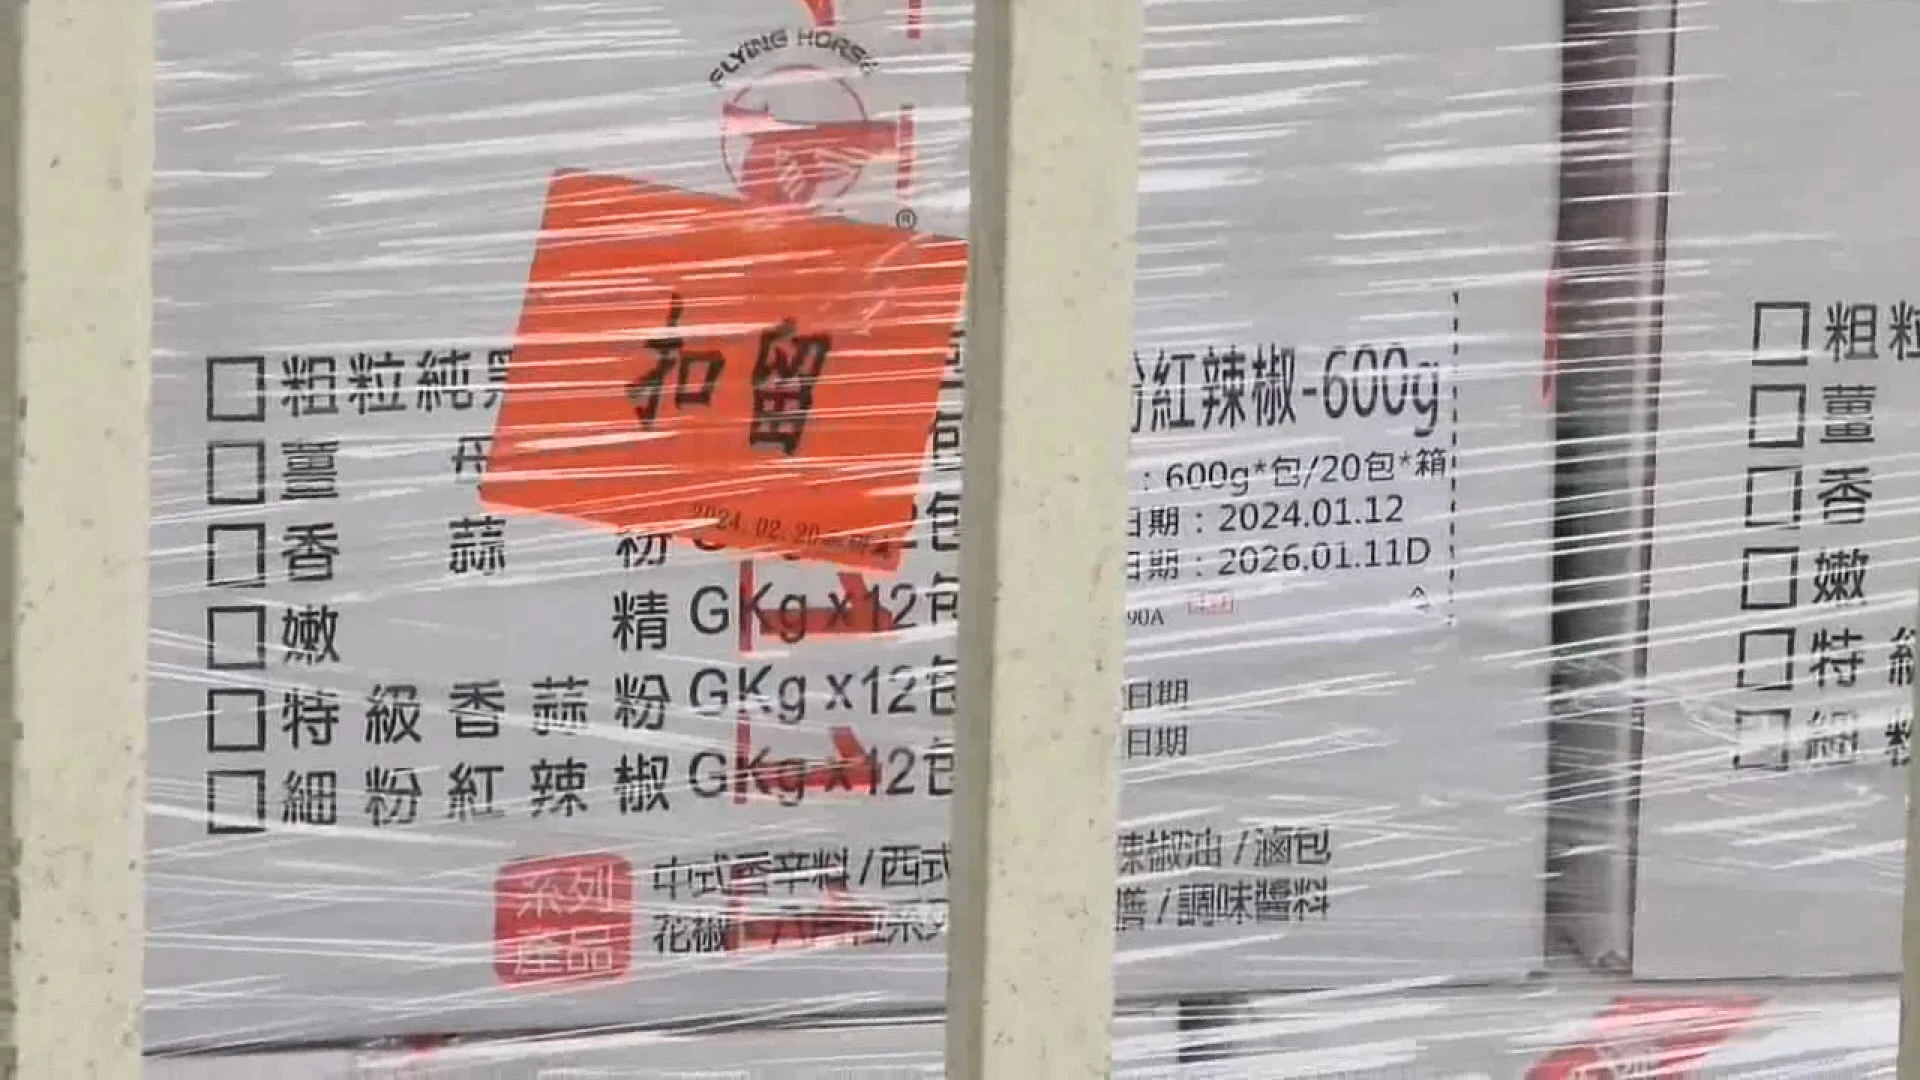 FLYING HORSE
®
扣留
2024.02.20
粗粒純
薑
香蒜粉
嫩精 GKg x12包
特級香蒜粉 GKg x12包
細粉紅辣椒 GKg x12包
系列
產品
中式香辛料/西式
花椒
粉紅辣椒-600g
:600g*包/20包*箱
日期:2024.01.12
日期:2026.01.11D
90A
日期
日期
辣椒油/滷包
/調味醬料
粗粒
薑
香
嫩
特級
細粉